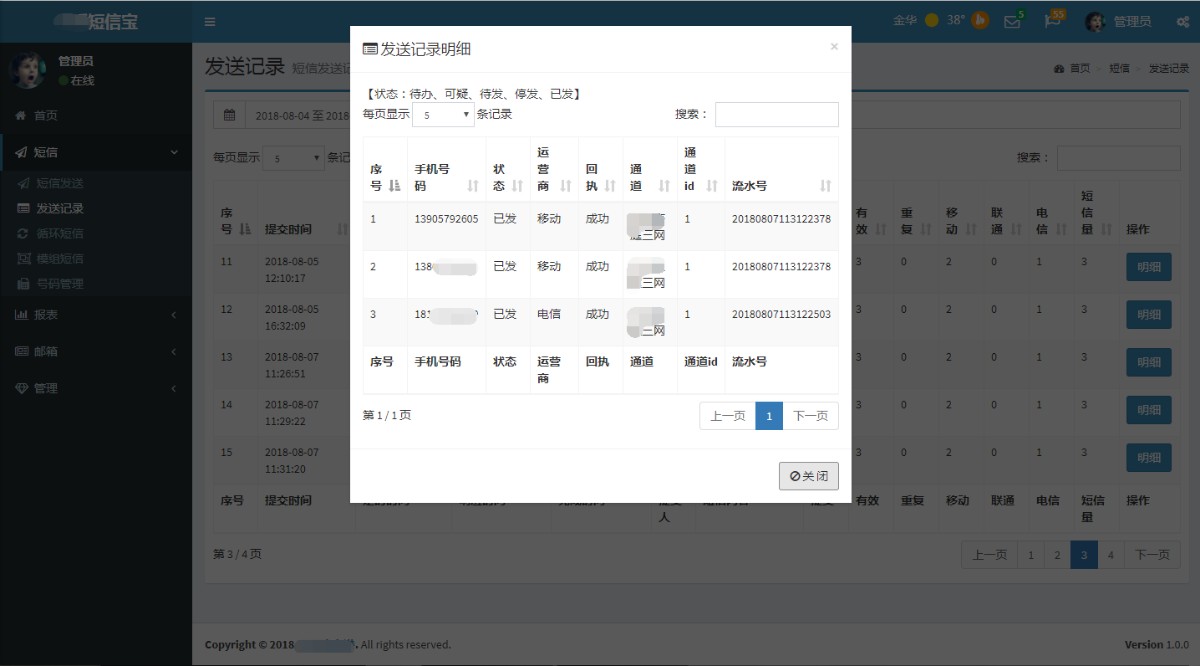 短信宝
金华 38° 5 55 管理员
管理员
在线
首页
短信
短信发送
发送记录
循环短信
模组短信
号码管理
报表
邮箱
管理
发送记录 短信发送记
首页 > 短信 > 发送记录
2018-08-04 至 2018
每页显示 5 条记
搜索：
序号 提交时间 有效 重复 移动 联通 电信 短信量 操作
11 2018-08-05 12:10:17 3 0 2 0 1 3 明细
12 2018-08-05 16:32:09 3 0 2 0 1 3 明细
13 2018-08-07 11:26:51 3 0 2 0 1 3 明细
14 2018-08-07 11:29:22 3 0 2 0 1 3 明细
15 2018-08-07 11:31:20 3 0 2 0 1 3 明细
序号 提交时间 人 有效 重复 移动 联通 电信 短信量 操作
第 3 / 4 页
上一页 1 2 3 4 下一页
Copyright © 2018 . All rights reserved.
Version 1.0.0
发送记录明细 ×
【状态：待办、可疑、待发、停发、已发】
每页显示 5 条记录
搜索：
序号 手机号码 状态 运营商 回执 通道 通道id 流水号
1 13905792605 已发 移动 成功 三网 1 20180807113122378
2 138 已发 移动 成功 三网 1 20180807113122378
3 18 已发 电信 成功 三网 1 20180807113122503
序号 手机号码 状态 运营商 回执 通道 通道id 流水号
第 1 / 1 页
上一页 1 下一页
关闭